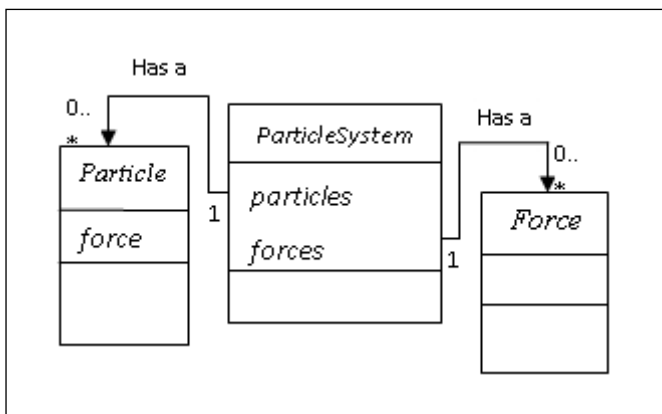 Has a
0..
*
Particle
force
1
ParticleSystem
particles
forces
1
Has a
0..
*
Force